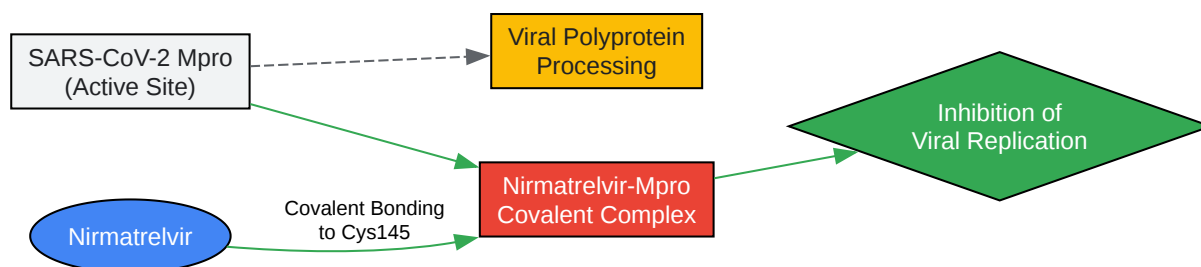 SARS-CoV-2 Mpro
(Active Site)
Viral Polyprotein
Processing
Inhibition of
Viral Replication
Nirmatrelvir-Mpro
Covalent Complex
Covalent Bonding
to Cys145
Nirmatrelvir